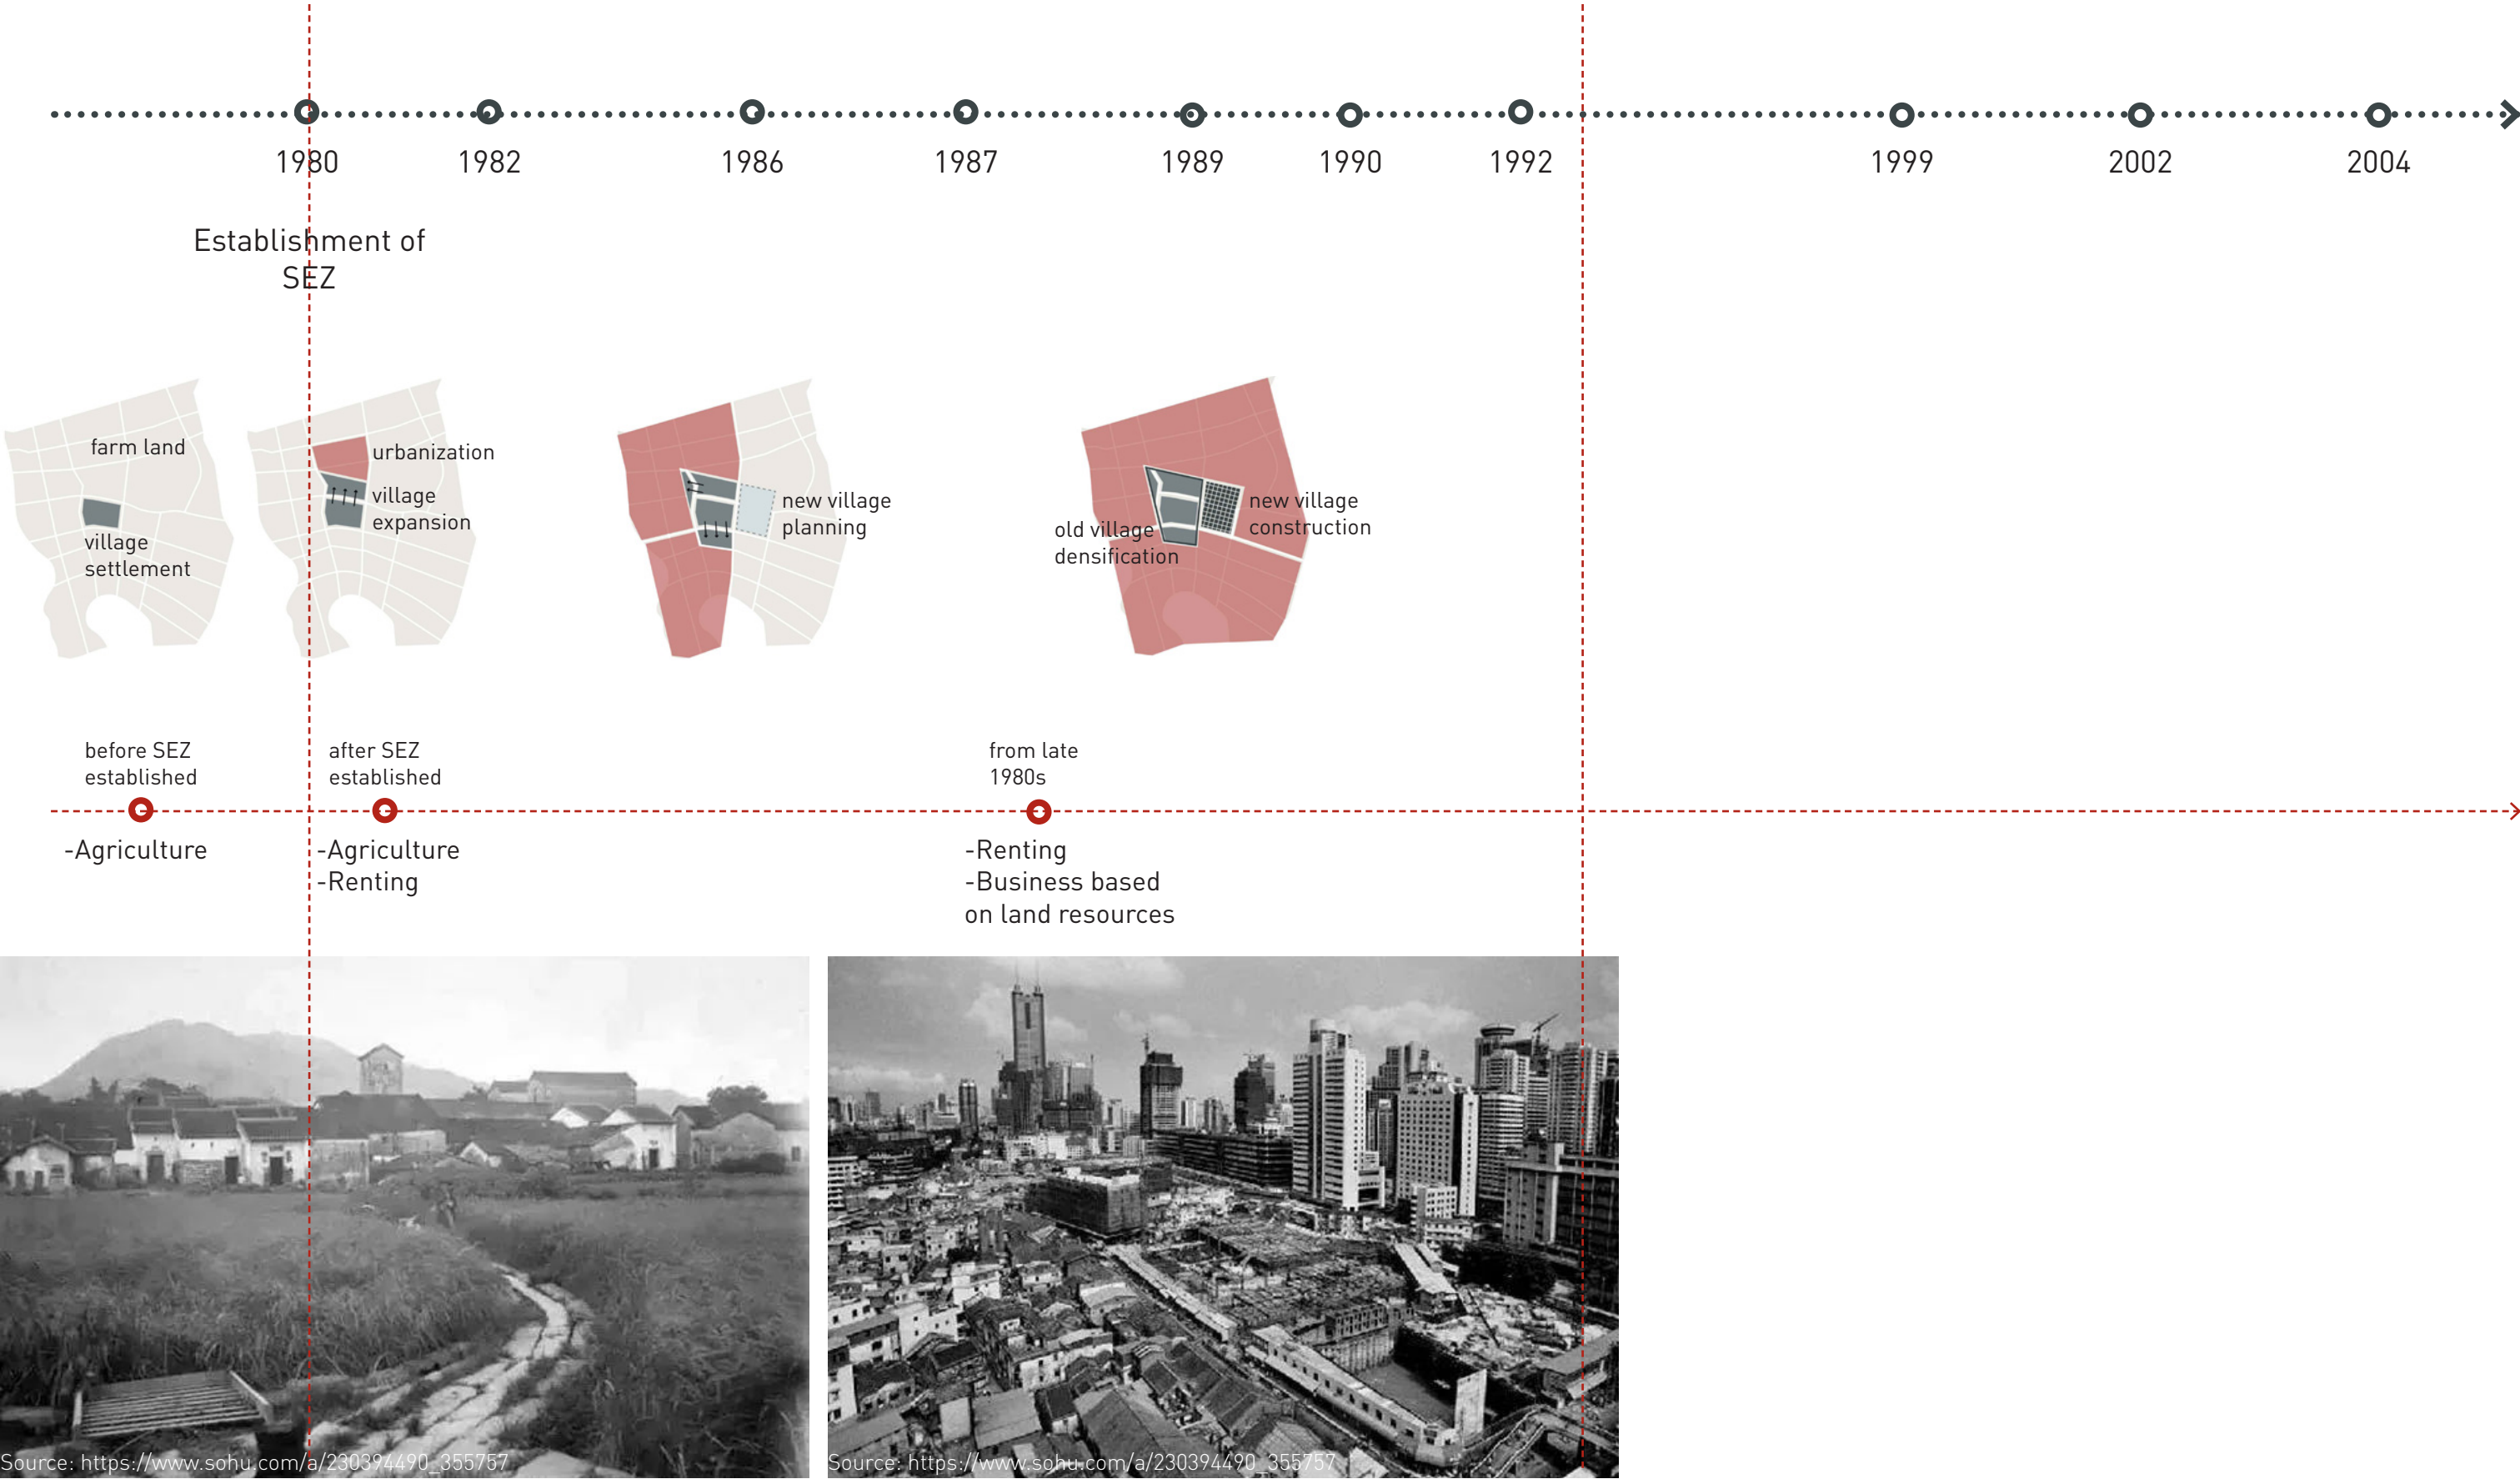 1980 1982 1986 1987 1989 1990 1992 1999 2002 2004
Establishment of
SEZ
farm land
village
settlement
urbanization
village
expansion
new village
planning
old village
densification
new village
construction
before SEZ
established
after SEZ
established
from late
1980s
-Agriculture
-Agriculture
-Renting
-Renting
-Business based
on land resources
Source: https://www.sohu.com/a/230394490_355757
Source: https://www.sohu.com/a/230394490_355757